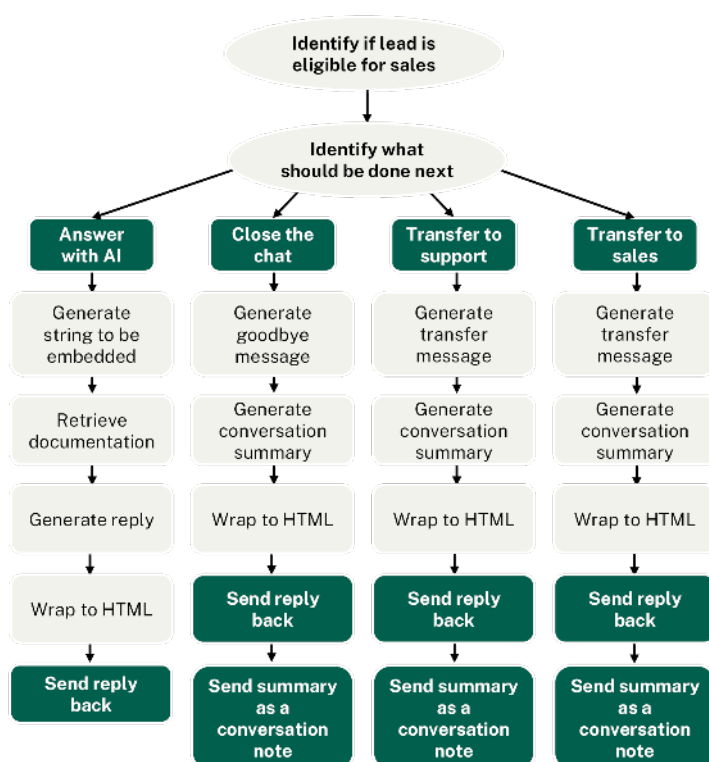 Identify if lead is
eligible for sales
Identify what
should be done next
Answer
with AI
Close the
chat
Transfer to
support
Transfer to
sales
Generate
string to be
embedded
Generate
goodbye
message
Generate
transfer
message
Generate
transfer
message
Retrieve
documentation
Generate
conversation
summary
Generate
conversation
summary
Generate
conversation
summary
Generate reply
Wrap to HTML
Wrap to HTML
Wrap to HTML
Wrap to HTML
Send reply
back
Send reply
back
Send reply
back
Send reply
back
Send summary
as a
conversation
note
Send summary
as a
conversation
note
Send summary
as a
conversation
note